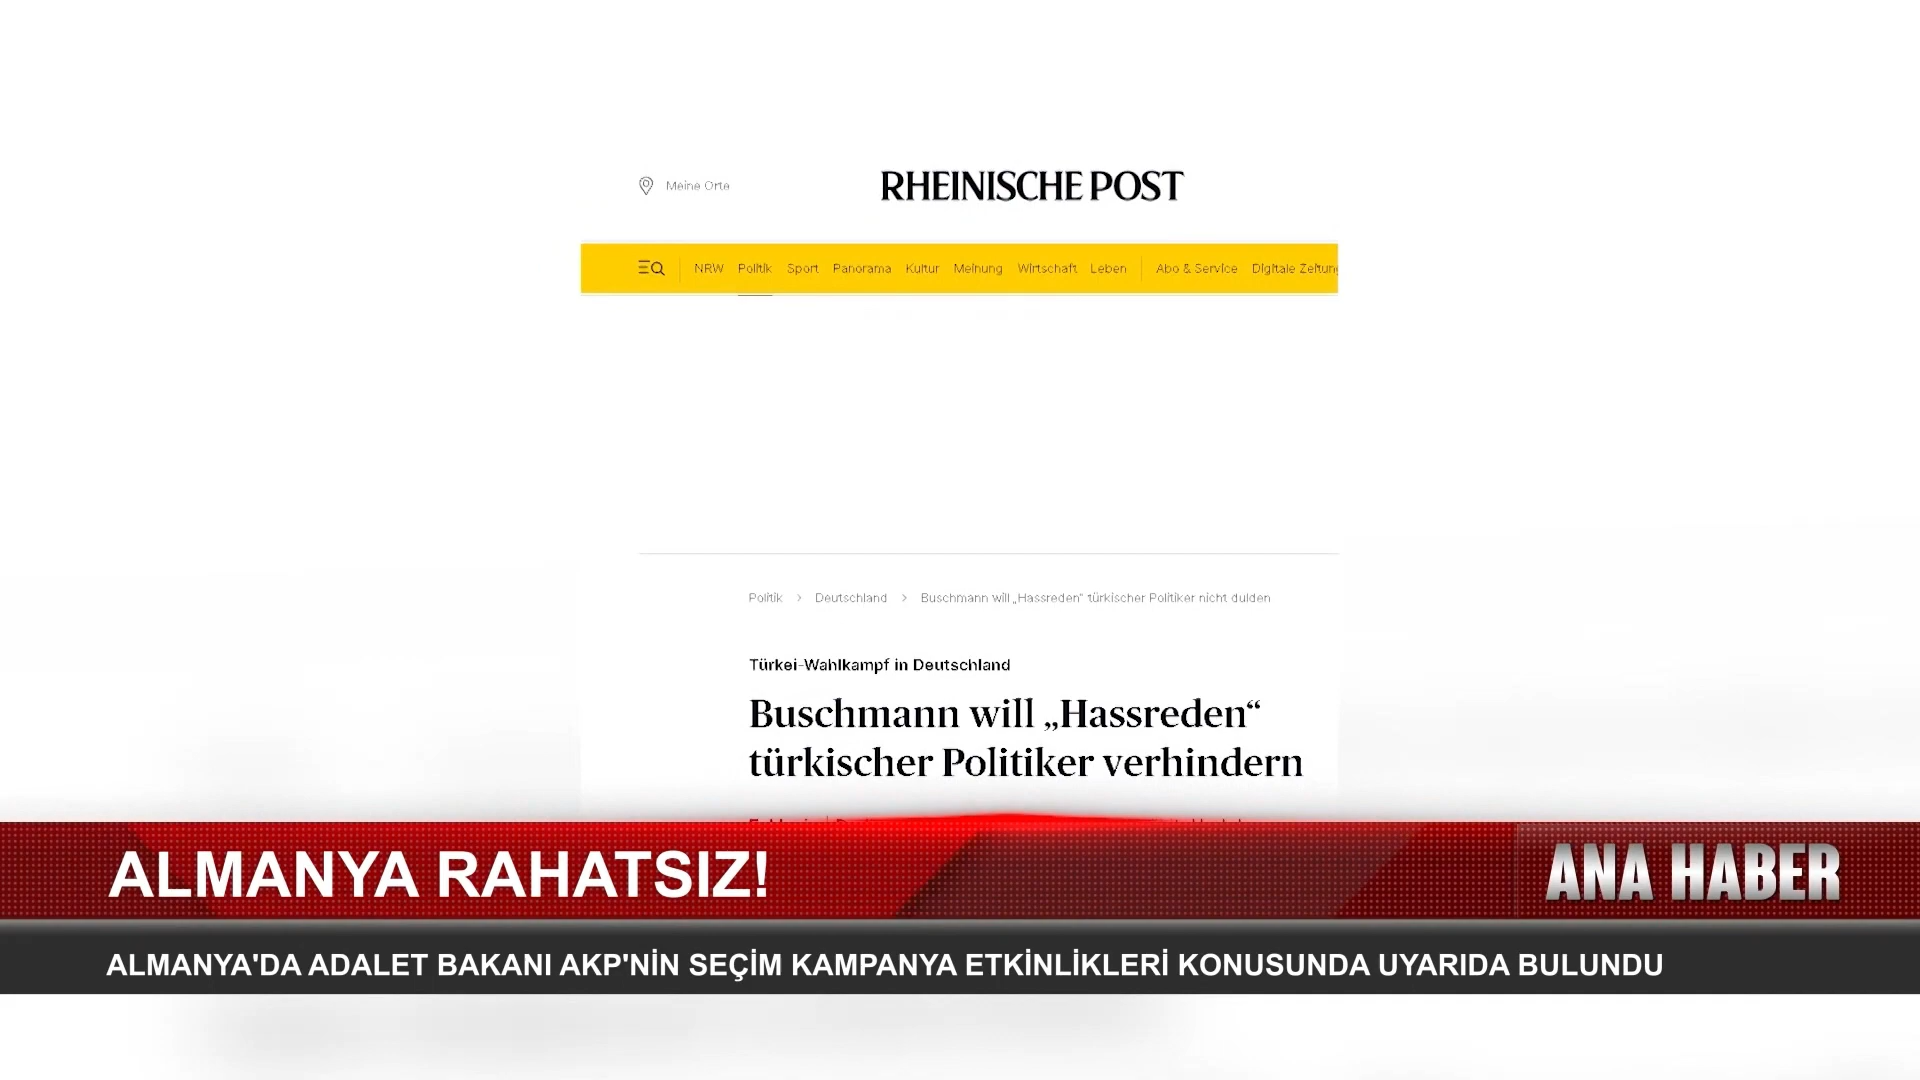 Meine Orte
RHEINISCHE POST
NRW Politik Sport Panorama Kultur Meinung Wirtschaft Leben Abo & Service Digitale Zeitung
Politik > Deutschland > Buschmann will „Hassreden“ türkischer Politiker nicht dulden
Türkei-Wahlkampf in Deutschland
Buschmann will „Hassreden“
türkischer Politiker verhindern
ALMANYA RAHATSIZ!
ANA HABER
ALMANYA'DA ADALET BAKANI AKP'NİN SEÇİM KAMPANYA ETKİNLİKLERİ KONUSUNDA UYARIDA BULUNDU